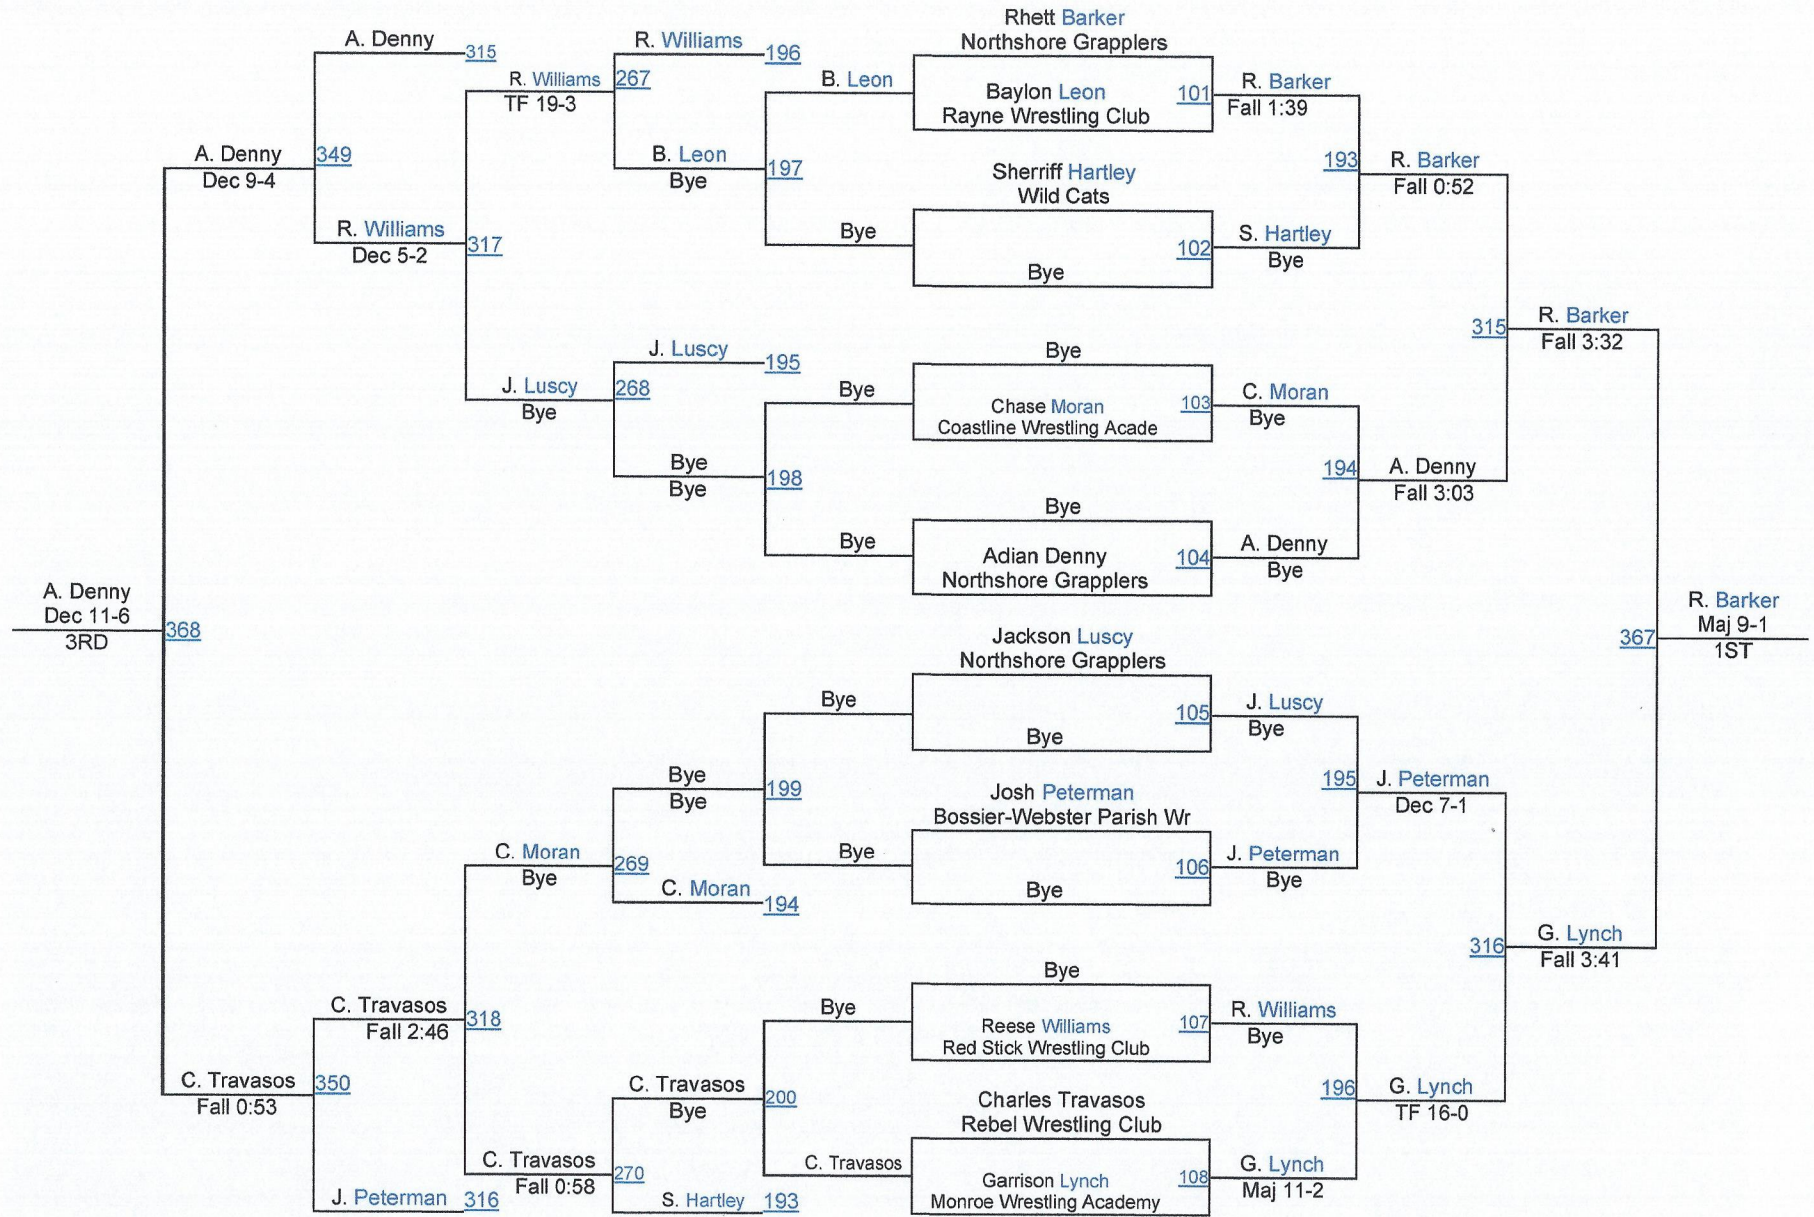 Rhett Barker
Northshore Grapplers
A. Denny
315
R. Williams
196
R. Williams
267
TF 19-3
B. Leon
Baylon Leon
101
Rayne Wrestling Club
R. Barker
Fall 1:39
A. Denny
349
Dec 9-4
B. Leon
197
Bye
Sherriff Hartley
Wild Cats
193
R. Barker
Fall 0:52
R. Williams
317
Dec 5-2
Bye
102
Bye
S. Hartley
Bye
315
R. Barker
Fall 3:32
J. Luscy
195
Bye
J. Luscy
268
Bye
Bye
Chase Moran
103
Coastline Wrestling Acade
C. Moran
Bye
Bye
198
Bye
194
A. Denny
Fall 3:03
Bye
Bye
Adian Denny
104
Northshore Grapplers
A. Denny
Bye
A. Denny
Dec 11-6
368
3RD
Jackson Luscy
Northshore Grapplers
367
R. Barker
Maj 9-1
1ST
Bye
105
Bye
J. Luscy
Bye
Bye
199
Bye
Josh Peterman
Bossier-Webster Parish Wr
195
J. Peterman
Dec 7-1
C. Moran
269
Bye
Bye
106
Bye
J. Peterman
Bye
C. Moran
194
316
G. Lynch
Fall 3:41
Bye
C. Travasos
318
Fall 2:46
Bye
Reese Williams
107
Red Stick Wrestling Club
R. Williams
Bye
C. Travasos
350
Fall 0:53
C. Travasos
200
Bye
Charles Travasos
Rebel Wrestling Club
196
G. Lynch
TF 16-0
C. Travasos
270
Fall 0:58
C. Travasos
Garrison Lynch
108
Monroe Wrestling Academy
G. Lynch
Maj 11-2
J. Peterman
316
S. Hartley
193